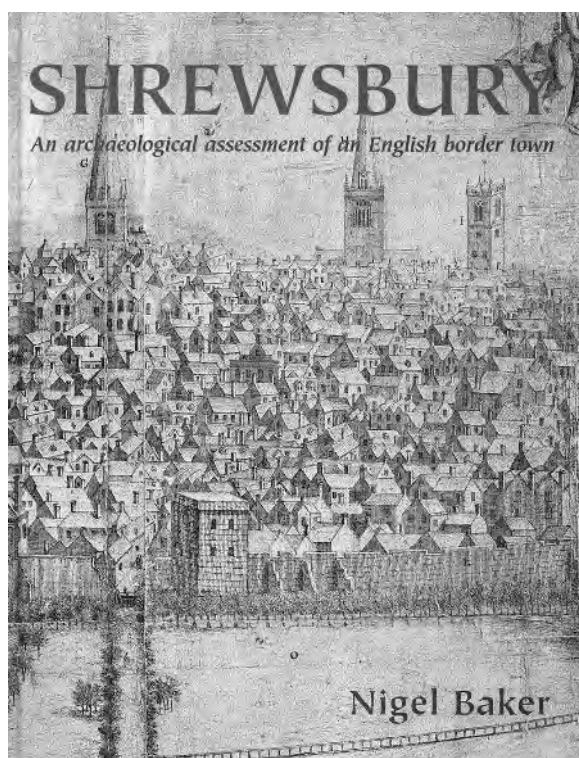 SHREWSBURY
An archaeological assessment of an English border town
G
I
E
o
Nigel Baker